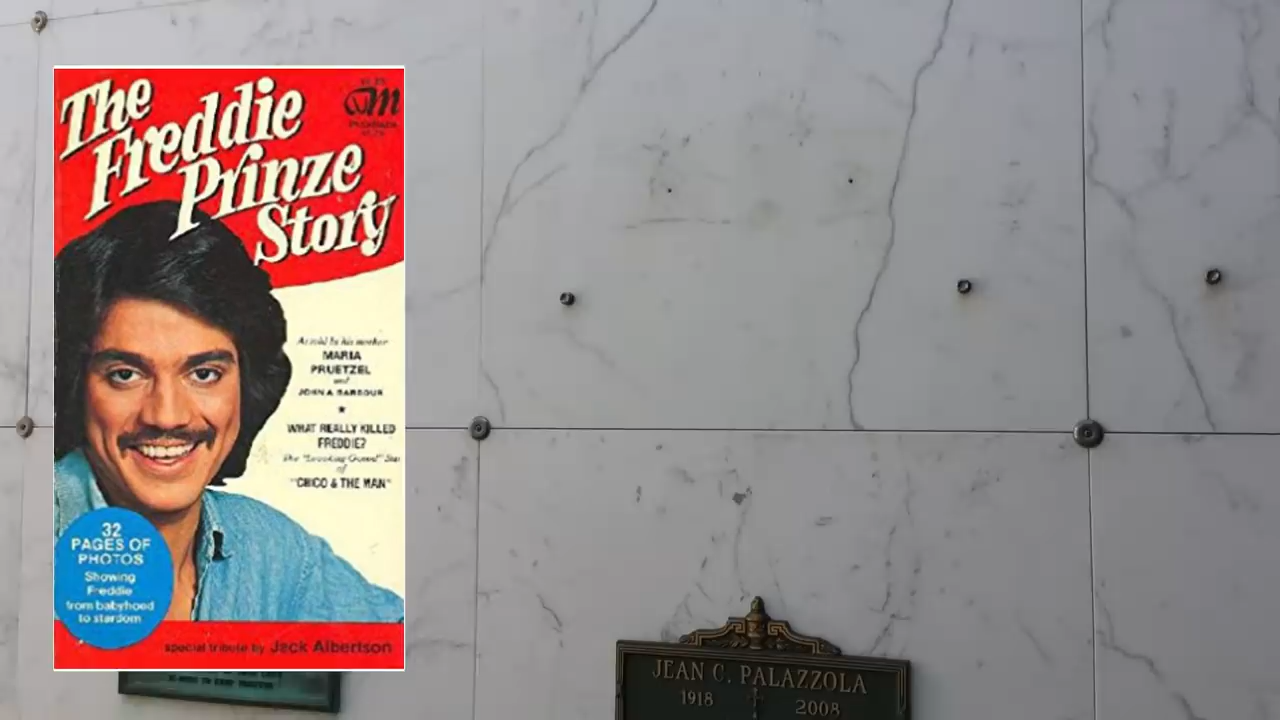 The
Freddie
Prinze
Story
As told by his mother
MARIA
PRUETZEL
and
JOHN A BARBOUR
WHAT REALLY KILLED
FREDDIE?
The "Looking Good" Star
of
"CHICO & THE MAN"
32
PAGES OF
PHOTOS
Showing
Freddie
from babyhood
to stardom
special tribute by Jack Albertson
JEAN C. PALAZZOLA
1918 2008